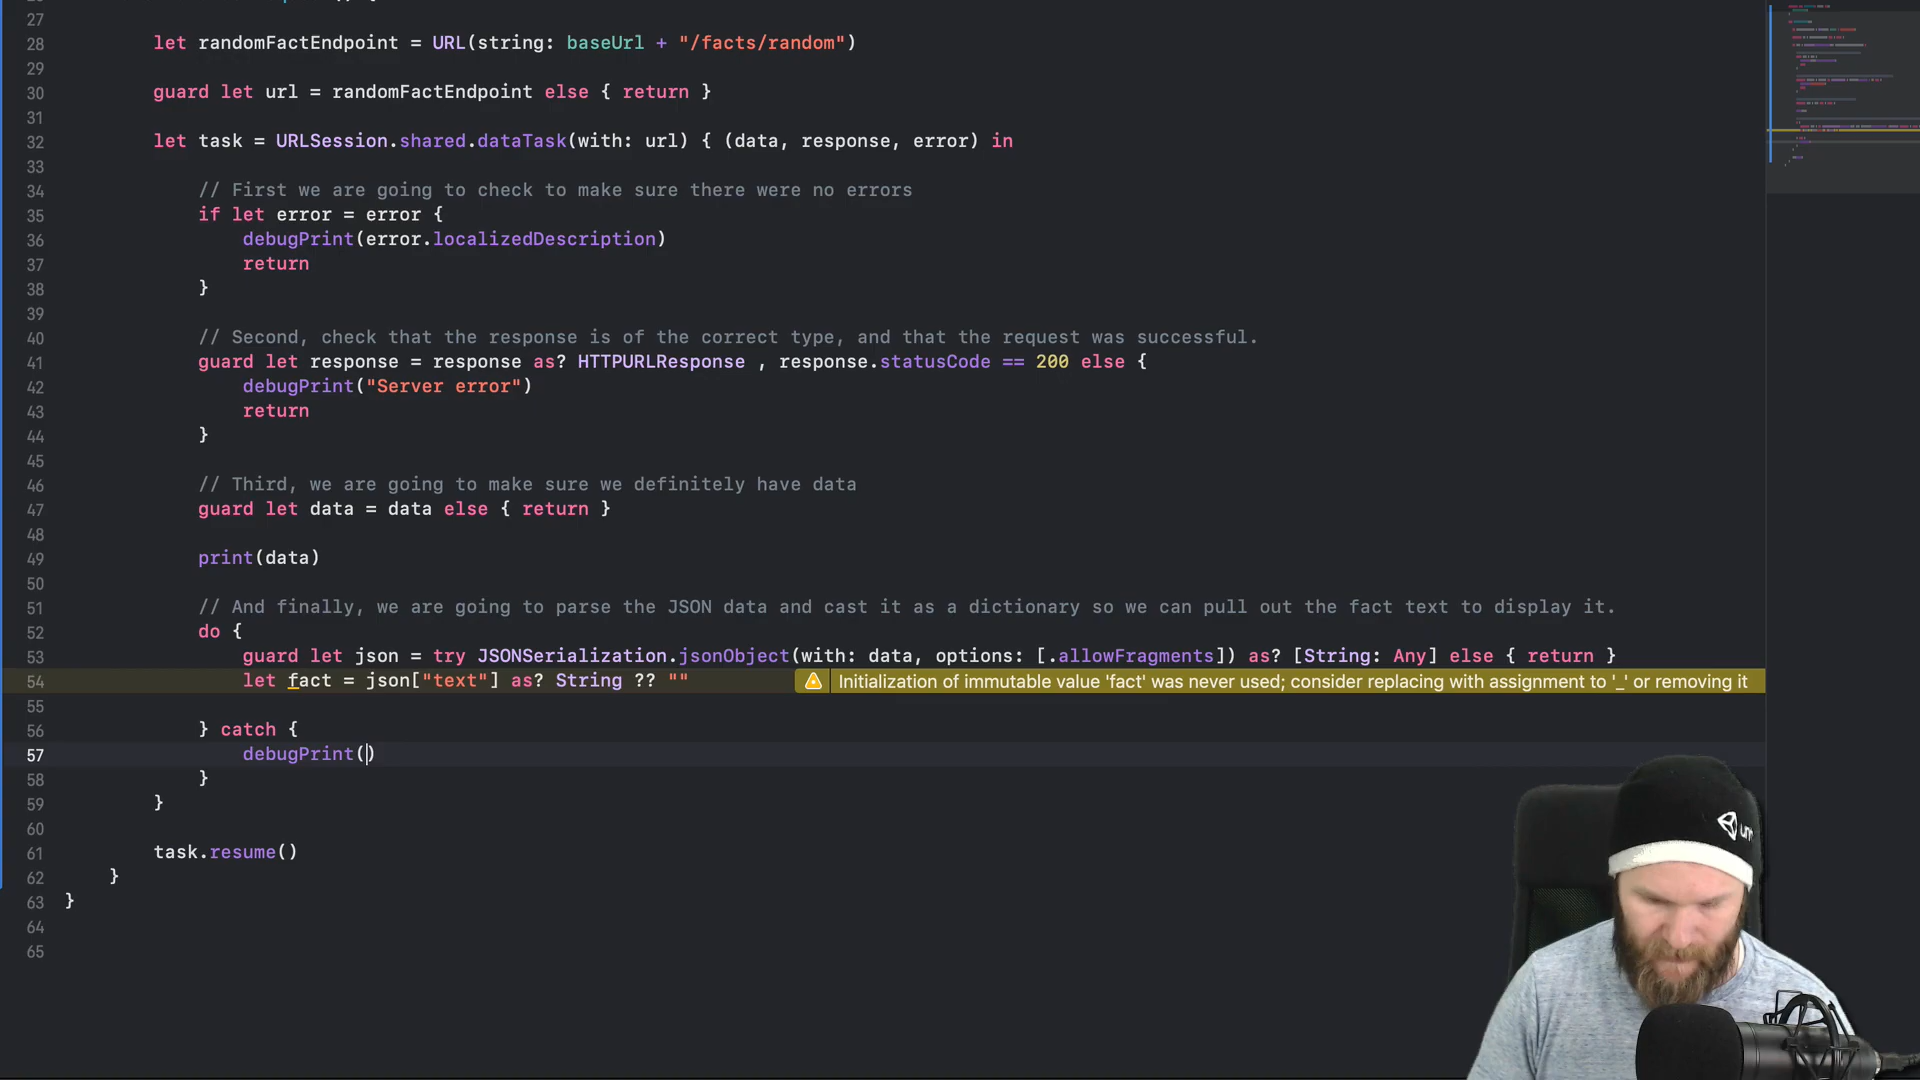 27
28 let randomFactEndpoint = URL(string: baseUrl + "/facts/random")
29
30 guard let url = randomFactEndpoint else { return }
31
32 let task = URLSession.shared.dataTask(with: url) { (data, response, error) in
33
34 // First we are going to check to make sure there were no errors
35 if let error = error {
36 debugPrint(error.localizedDescription)
37 return
38 }
39
40 // Second, check that the response is of the correct type, and that the request was successful.
41 guard let response = response as? HTTPURLResponse , response.statusCode == 200 else {
42 debugPrint("Server error")
43 return
44 }
45
46 // Third, we are going to make sure we definitely have data
47 guard let data = data else { return }
48
49 print(data)
50
51 // And finally, we are going to parse the JSON data and cast it as a dictionary so we can pull out the fact text to display it.
52 do {
53 guard let json = try JSONSerialization.jsonObject(with: data, options: [.allowFragments]) as? [String: Any] else { return }
54 let fact = json["text"] as? String ?? "" Initialization of immutable value 'fact' was never used; consider replacing with assignment to '_' or removing it
55
56 } catch {
57 debugPrint()
58 }
59 }
60
61 task.resume()
62 }
63 }
64
65